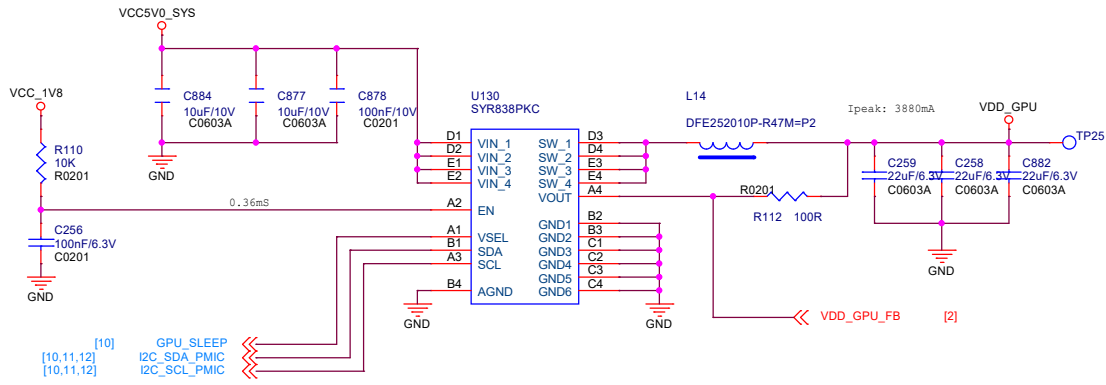 VCC5V0_SYS
VCC_1V8
C884
10uF/10V
C0603A
C877
10uF/10V
C0603A
C878
100nF/10V
C0201
GND
R110
10K
R0201
0.36mS
C256
100nF/6.3V
C0201
GND
U130
SYR838PKC
D1 VIN_1 SW_1 D3
D2 VIN_2 SW_2 D4
E1 VIN_3 SW_3 E3
E2 VIN_4 SW_4 E4
VOUT A4
A2 EN
GND1 B2
A1 VSEL GND2 B3
B1 SDA GND3 C1
A3 SCL GND4 C2
GND5 C3
B4 AGND GND6 C4
GND
GND
L14
DFE252010P-R47M=P2
Ipeak: 3880mA
VDD_GPU
TP25
R0201
R112 100R
C259
22uF/6.3V
C0603A
C258
22uF/6.3V
C0603A
C882
22uF/6.3V
C0603A
GND
VDD_GPU_FB [2]
[10] GPU_SLEEP
[10,11,12] I2C_SDA_PMIC
[10,11,12] I2C_SCL_PMIC